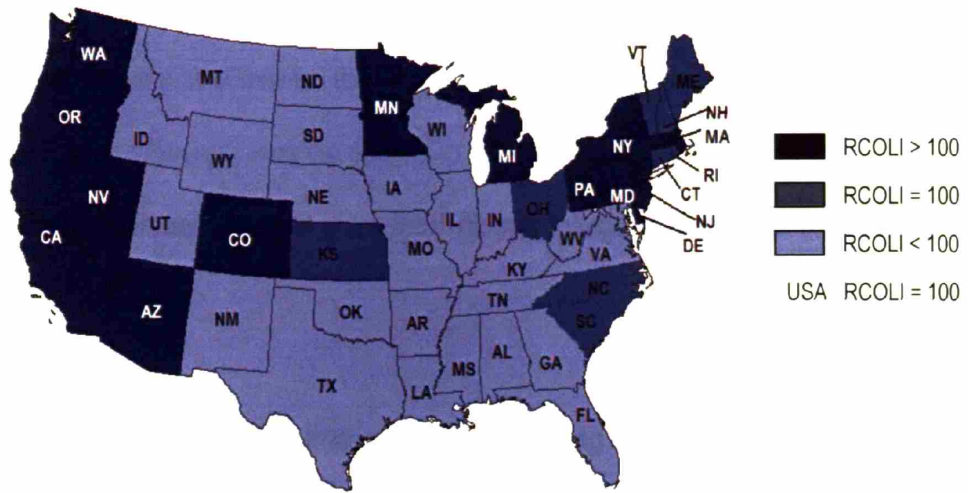 WA
MT
ND
MN
VT
ME
OR
ID
SD
WI
NH
WY
MI
NY
MA
NV
NE
IA
PA
MD
RI
CT
CA
UT
CO
KS
MO
IL
IN
OH
WV
VA
NJ
DE
AZ
NM
OK
AR
KY
TN
NC
SC
TX
LA
MS
AL
GA
FL
RCOLI > 100
RCOLI = 100
RCOLI < 100
USA RCOLI = 100